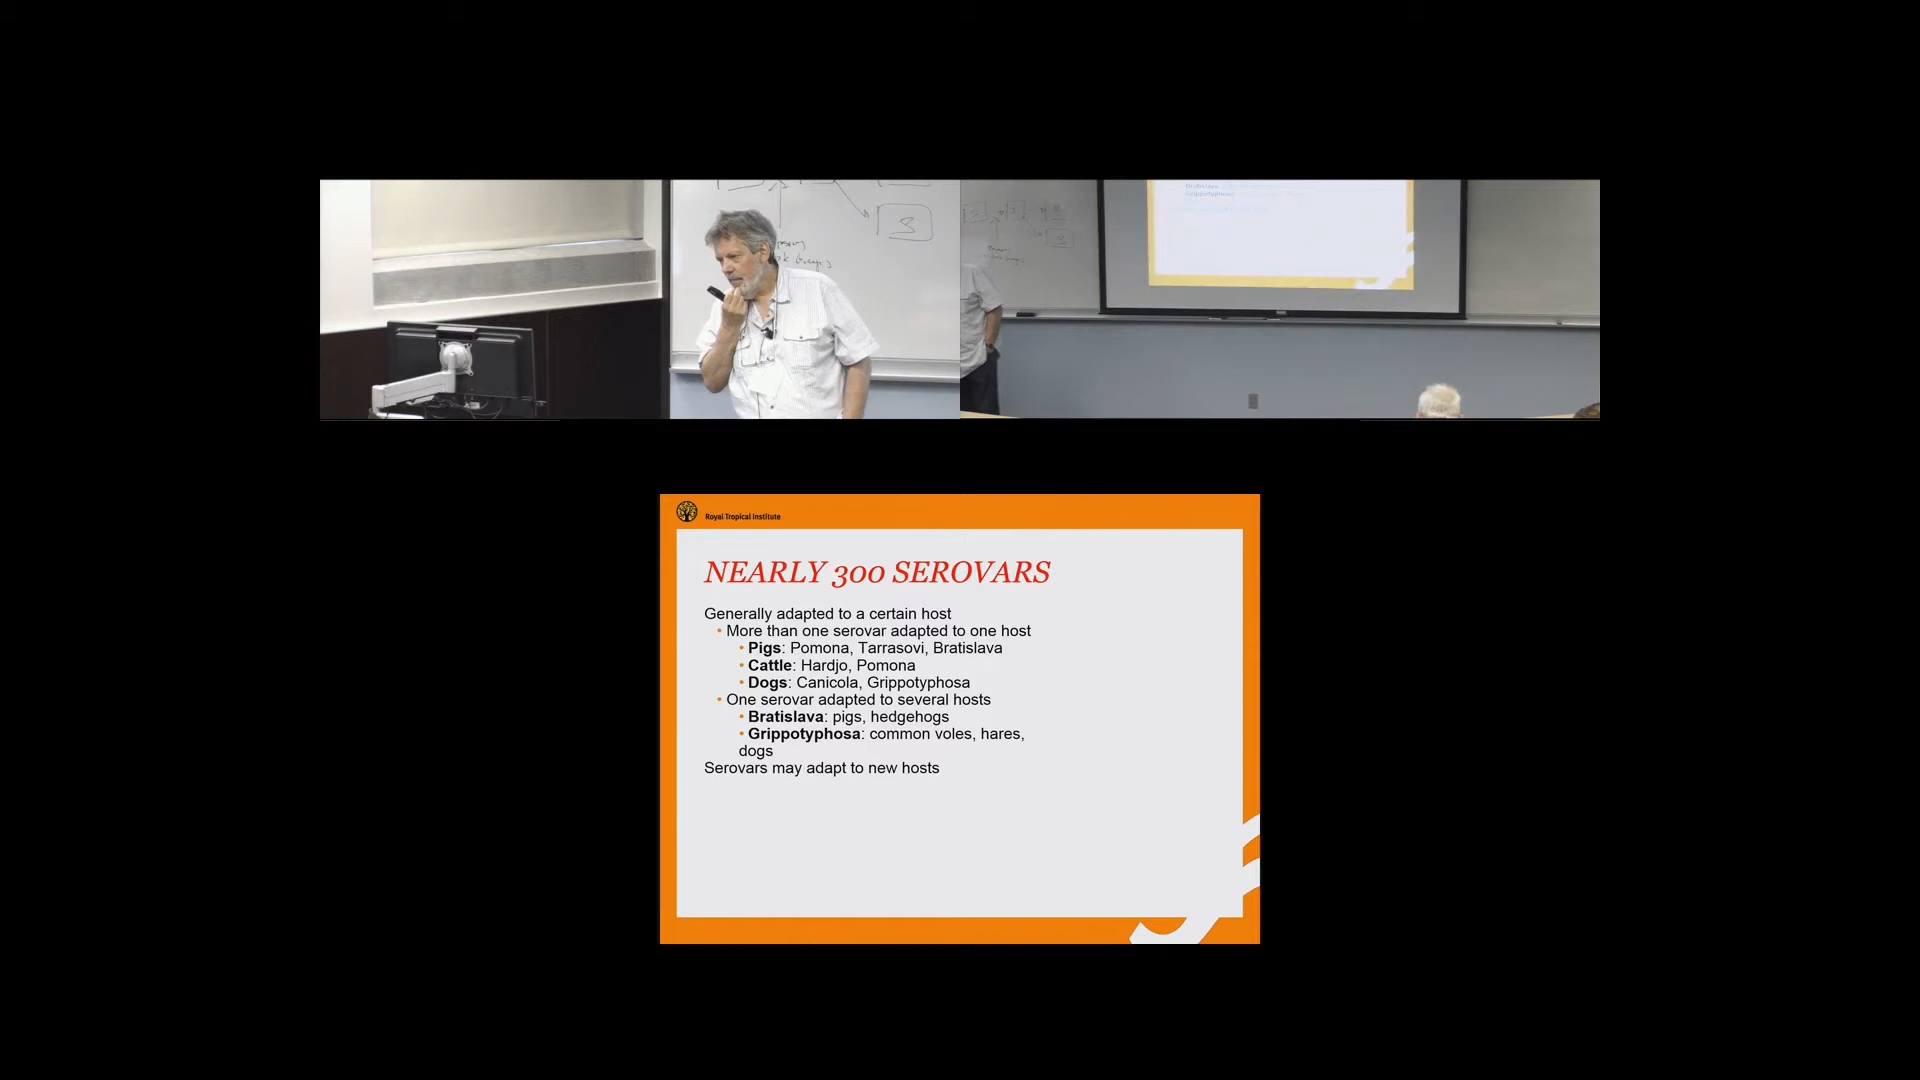 S
Bratislava
Grippotyphosa
Royal Tropical Institute
NEARLY 300 SEROVARS
Generally adapted to a certain host
• More than one serovar adapted to one host
• Pigs: Pomona, Tarrasovi, Bratislava
• Cattle: Hardjo, Pomona
• Dogs: Canicola, Grippotyphosa
• One serovar adapted to several hosts
• Bratislava: pigs, hedgehogs
• Grippotyphosa: common voles, hares,
dogs
Serovars may adapt to new hosts